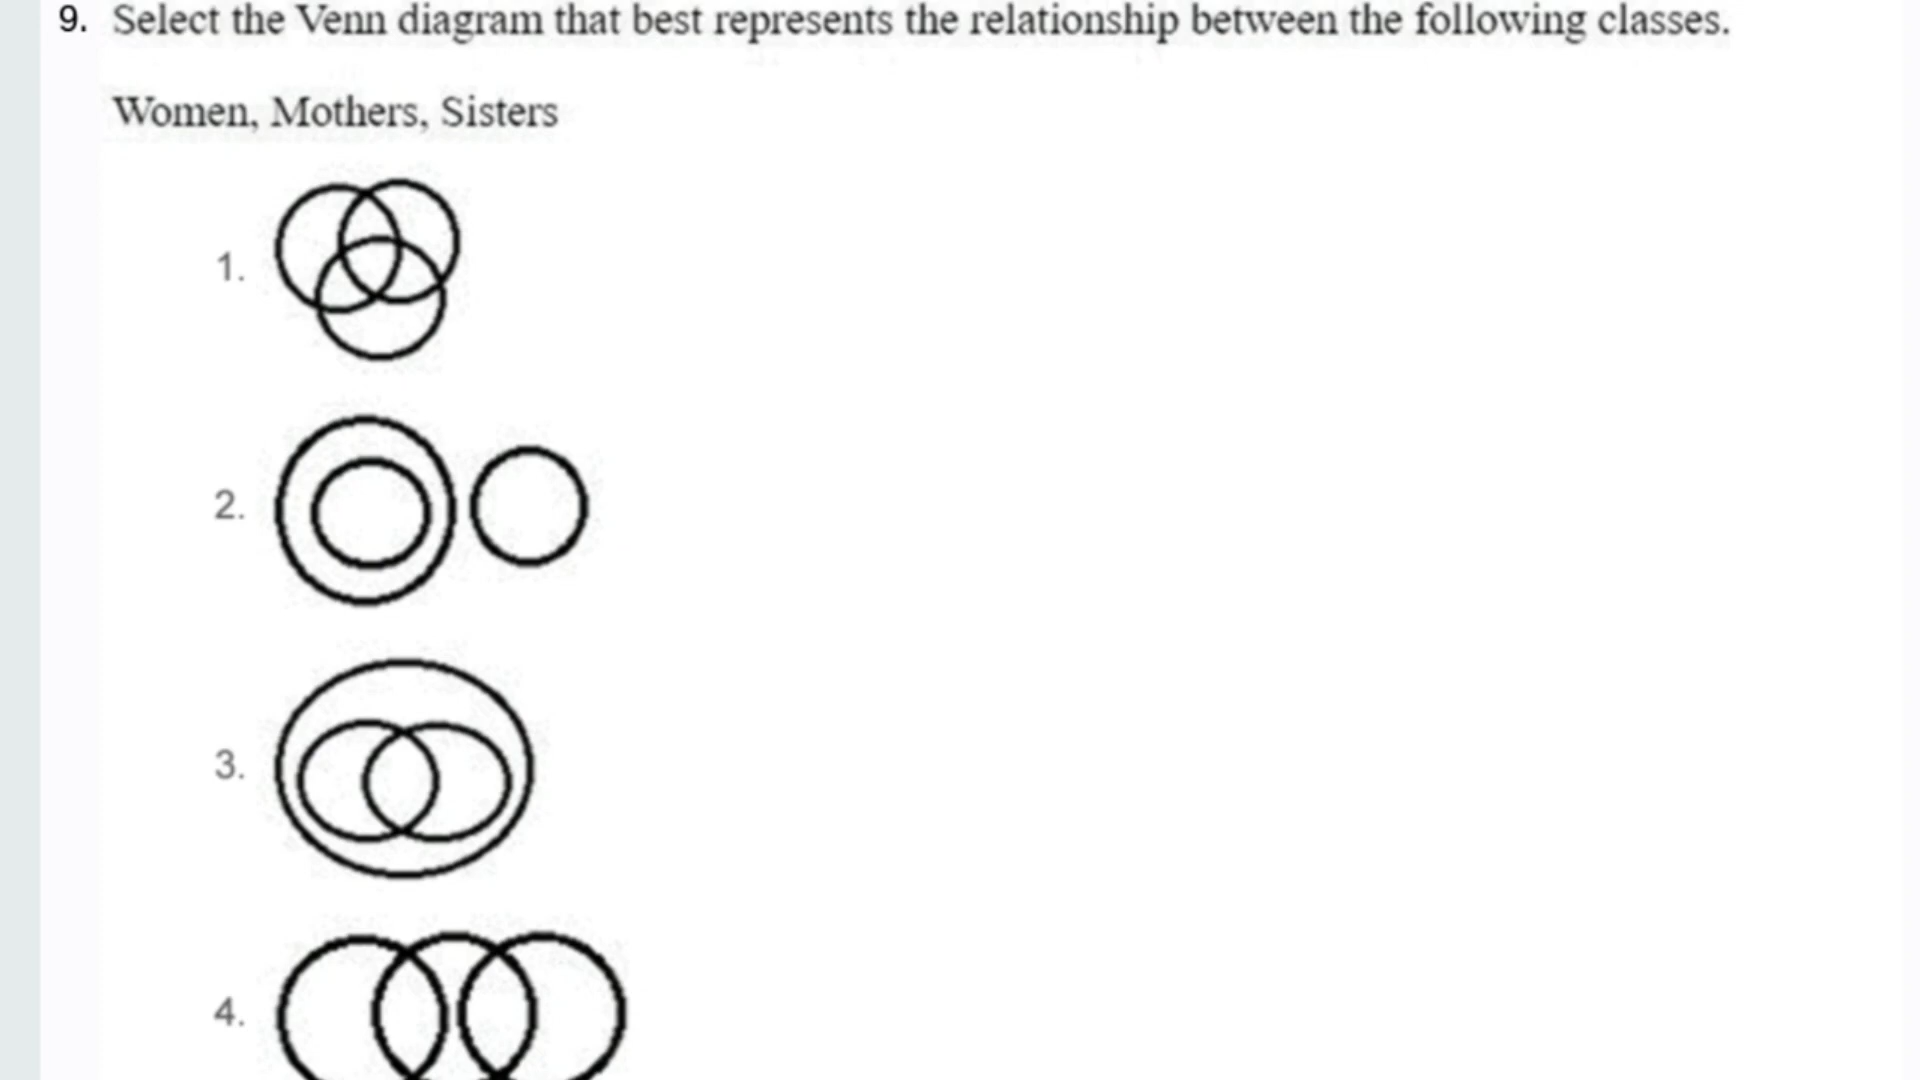 9. Select the Venn diagram that best represents the relationship between the following classes.
Women, Mothers, Sisters
1.
2.
3.
4.